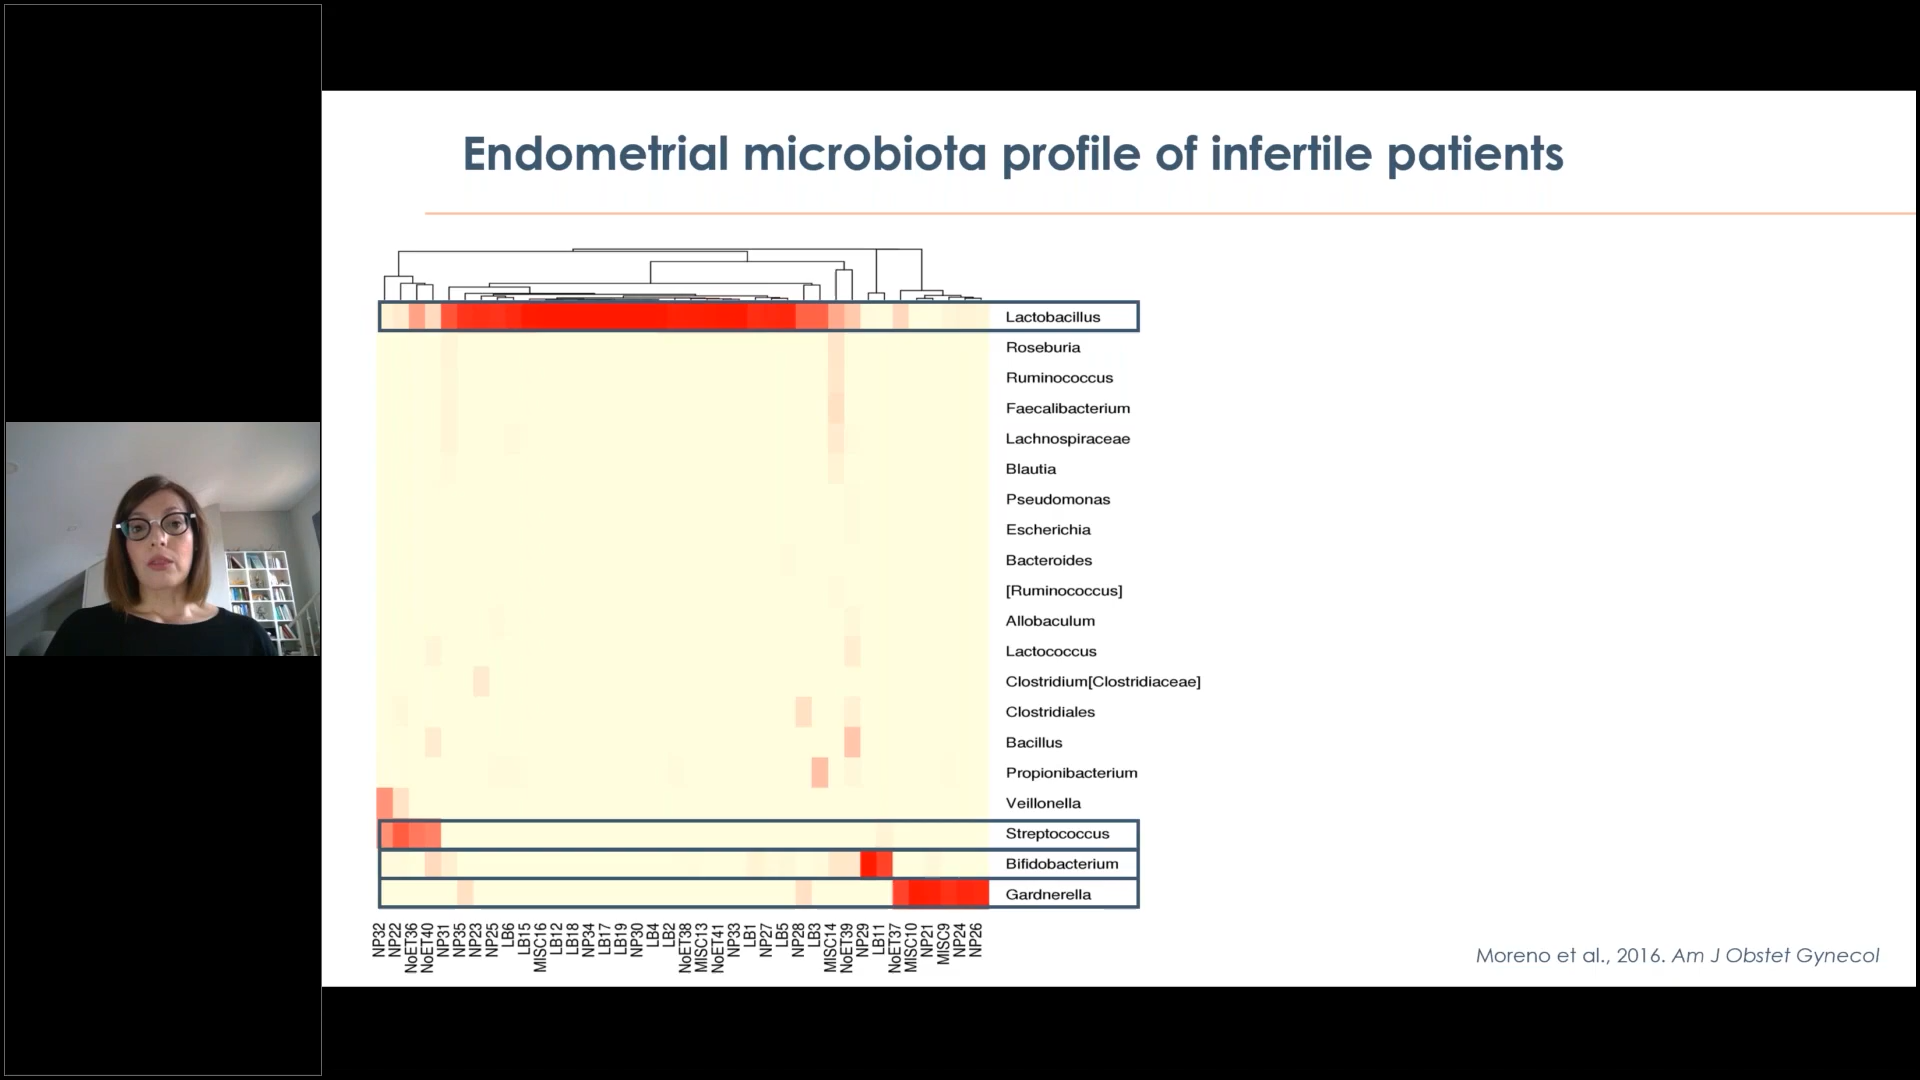 Endometrial microbiota profile of infertile patients
Lactobacillus
Roseburia
Ruminococcus
Faecalibacterium
Lachnospiraceae
Blautia
Pseudomonas
Escherichia
Bacteroides
[Ruminococcus]
Allobaculum
Lactococcus
Clostridium[Clostridiaceae]
Clostridiales
Bacillus
Propionibacterium
Veillonella
Streptococcus
Bifidobacterium
Gardnerella
NP32
NP22
NoET36
NoET40
NP31
NP35
NP23
NP25
LB6
LB15
MISC16
LB12
LB18
NP34
LB17
LB19
NP30
LB4
LB2
NoET38
MISC13
NoET41
NP33
LB1
NP27
LB5
NP28
LB3
MISC14
NoET39
NP29
LB11
NoET37
MISC10
NP21
MISC9
NP24
NP26
Moreno et al., 2016. Am J Obstet Gynecol